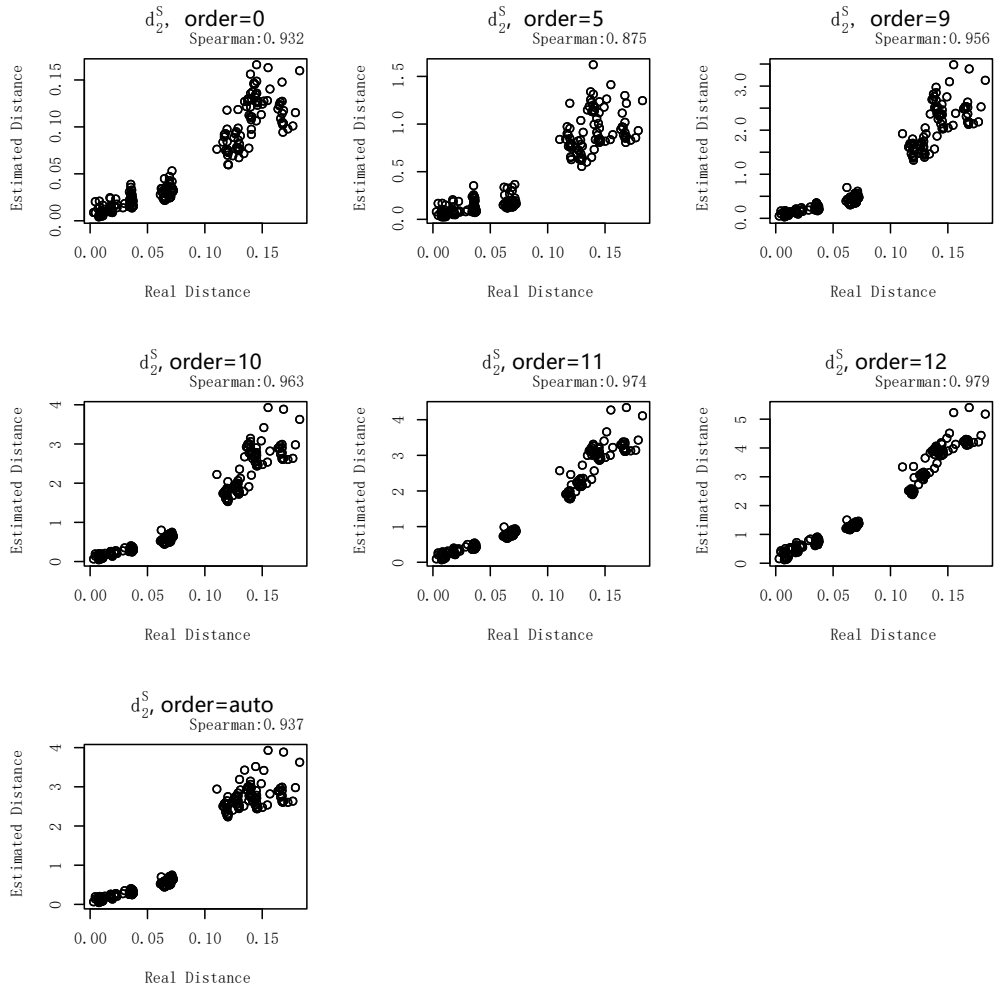 d₂ˢ, order=0
Spearman:0.932
Estimated Distance
0.00 0.05 0.10 0.15
0.00 0.05 0.10 0.15
Real Distance
d₂ˢ, order=5
Spearman:0.875
Estimated Distance
0.0 0.5 1.0 1.5
0.00 0.05 0.10 0.15
Real Distance
d₂ˢ, order=9
Spearman:0.956
Estimated Distance
0.0 1.0 2.0 3.0
0.00 0.05 0.10 0.15
Real Distance
d₂ˢ, order=10
Spearman:0.963
Estimated Distance
0 1 2 3 4
0.00 0.05 0.10 0.15
Real Distance
d₂ˢ, order=11
Spearman:0.974
Estimated Distance
0 1 2 3 4
0.00 0.05 0.10 0.15
Real Distance
d₂ˢ, order=12
Spearman:0.979
Estimated Distance
0 1 2 3 4 5
0.00 0.05 0.10 0.15
Real Distance
d₂ˢ, order=auto
Spearman:0.937
Estimated Distance
0 1 2 3 4
0.00 0.05 0.10 0.15
Real Distance